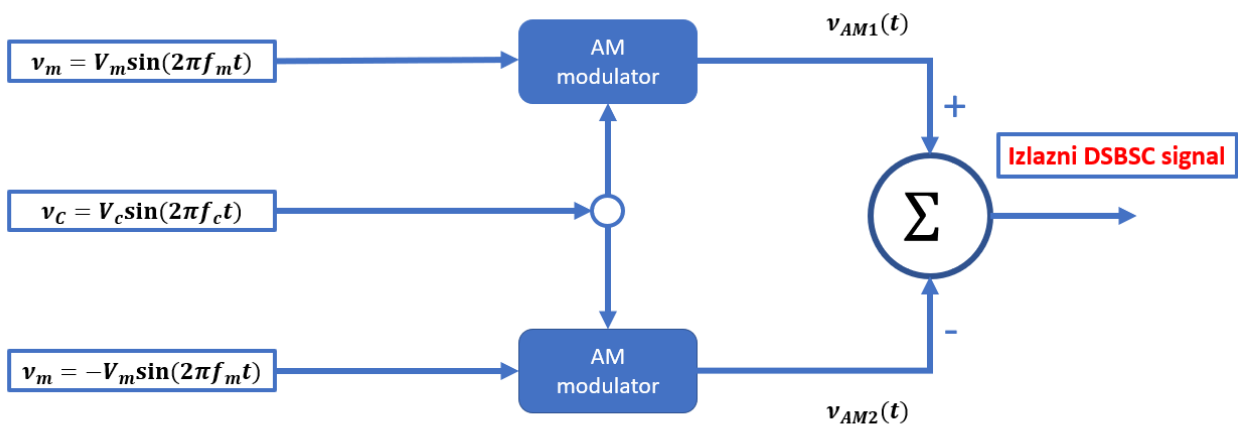 v_{AM1}(t)
v_m = V_m sin(2πf_m t)
AM
modulator
+
Izlazni DSBSC signal
v_C = V_c sin(2πf_c t)
Σ
-
v_m = -V_m sin(2πf_m t)
AM
modulator
v_{AM2}(t)